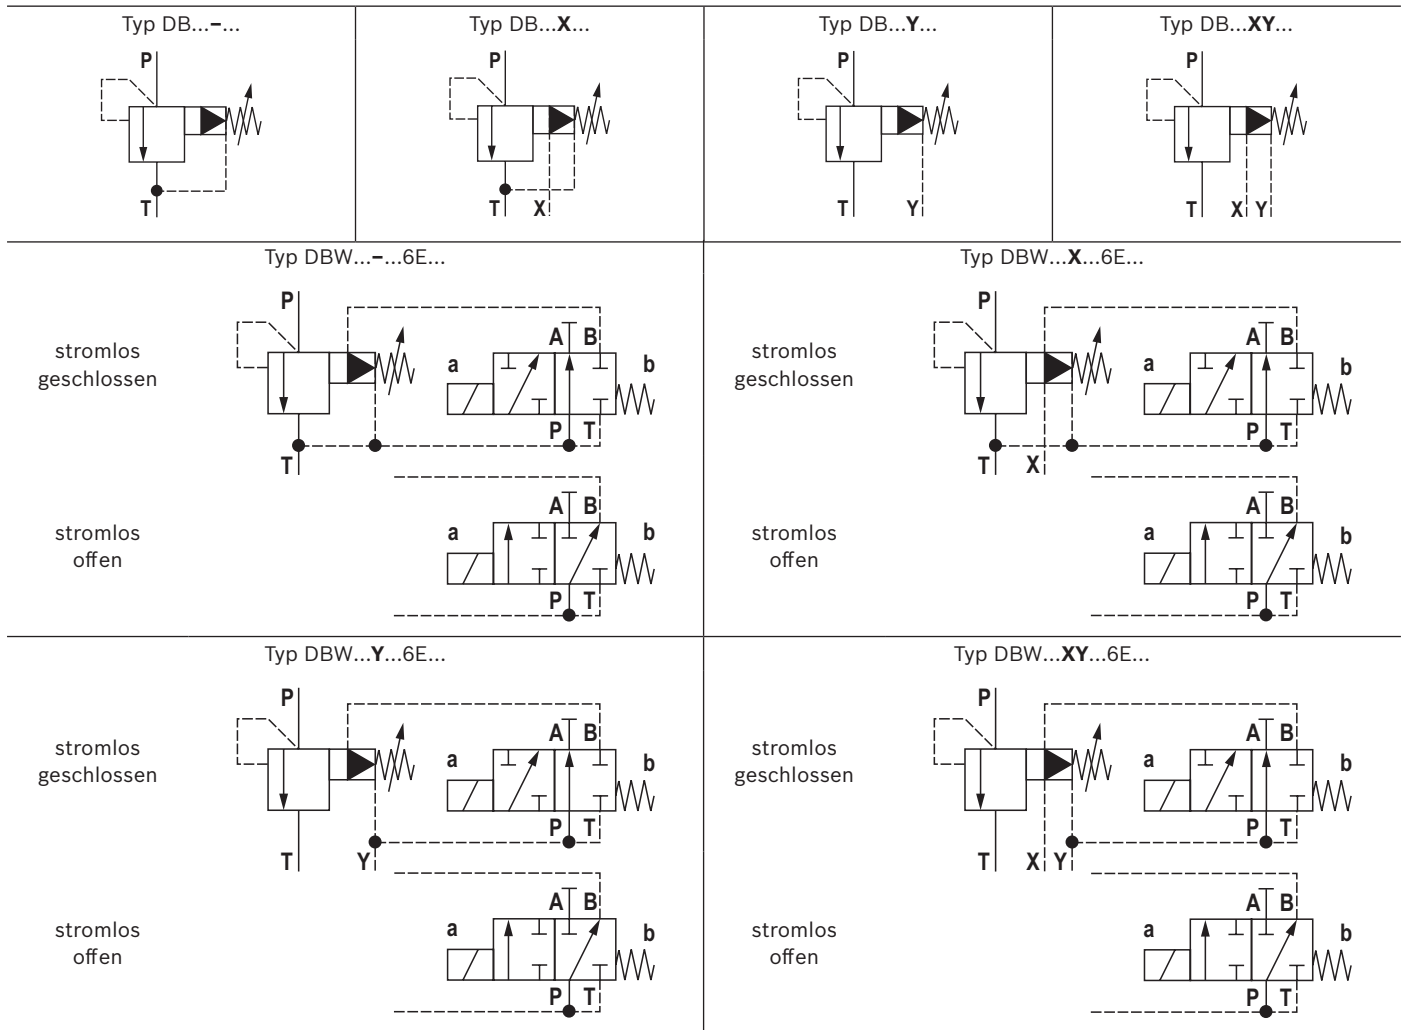 Typ DB...–... Typ DB...X... Typ DB...Y... Typ DB...XY...
P P P P
T T X T Y T X Y
Typ DBW...–...6E... Typ DBW...X...6E...
P P
A B A B
stromlos a b stromlos a b
geschlossen geschlossen
P T P T
T T X
A B A B
stromlos a b stromlos a b
offen offen
P T P T
Typ DBW...Y...6E... Typ DBW...XY...6E...
P P
A B A B
stromlos a b stromlos a b
geschlossen geschlossen
P T P T
T Y T X Y
A B A B
stromlos a b stromlos a b
offen offen
P T P T